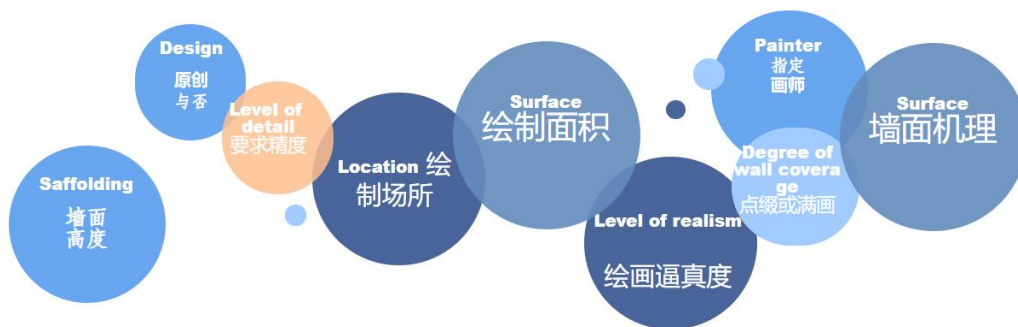 Saffolding
墙面
高度
Design
原创
与否
Level of
detail
要求精度
Location 绘
制场所
Surface
绘制面积
Level of realism
绘画逼真度
Painter
指定
画师
Degree of
wall covera
ge
点缀或满画
Surface
墙面机理